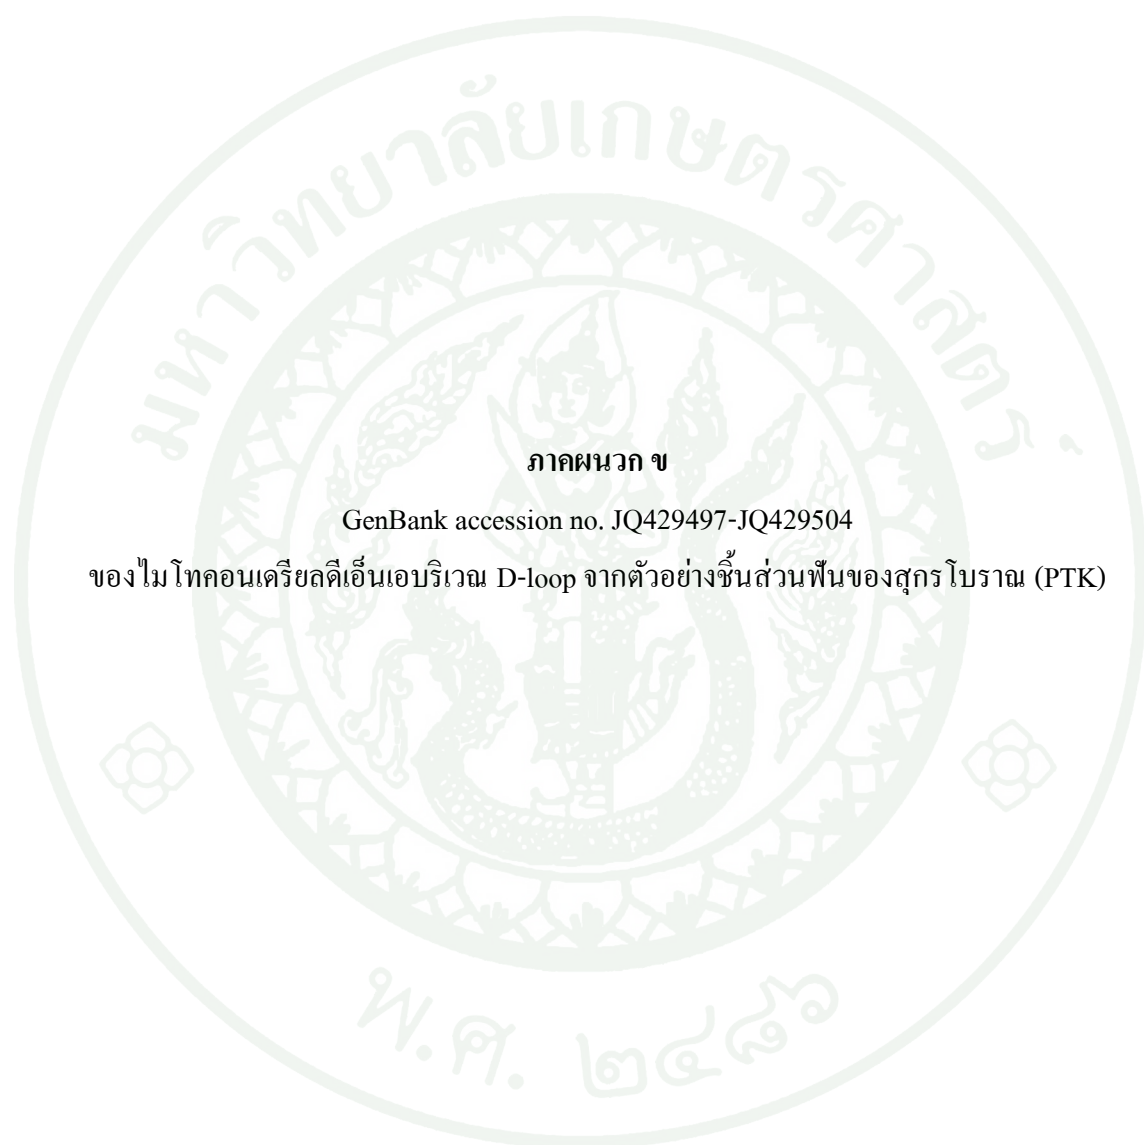 มหาวิทยาลัยเกษตรศาสตร์
ภาคผนวก ข
GenBank accession no. JQ429497-JQ429504
ของไมโทคอนเดรียลดีเอ็นเอบริเวณ D-loop จากตัวอย่างชิ้นส่วนฟันของสุกรโบราณ (PTK)
พ.ศ. ๒๔๘๖